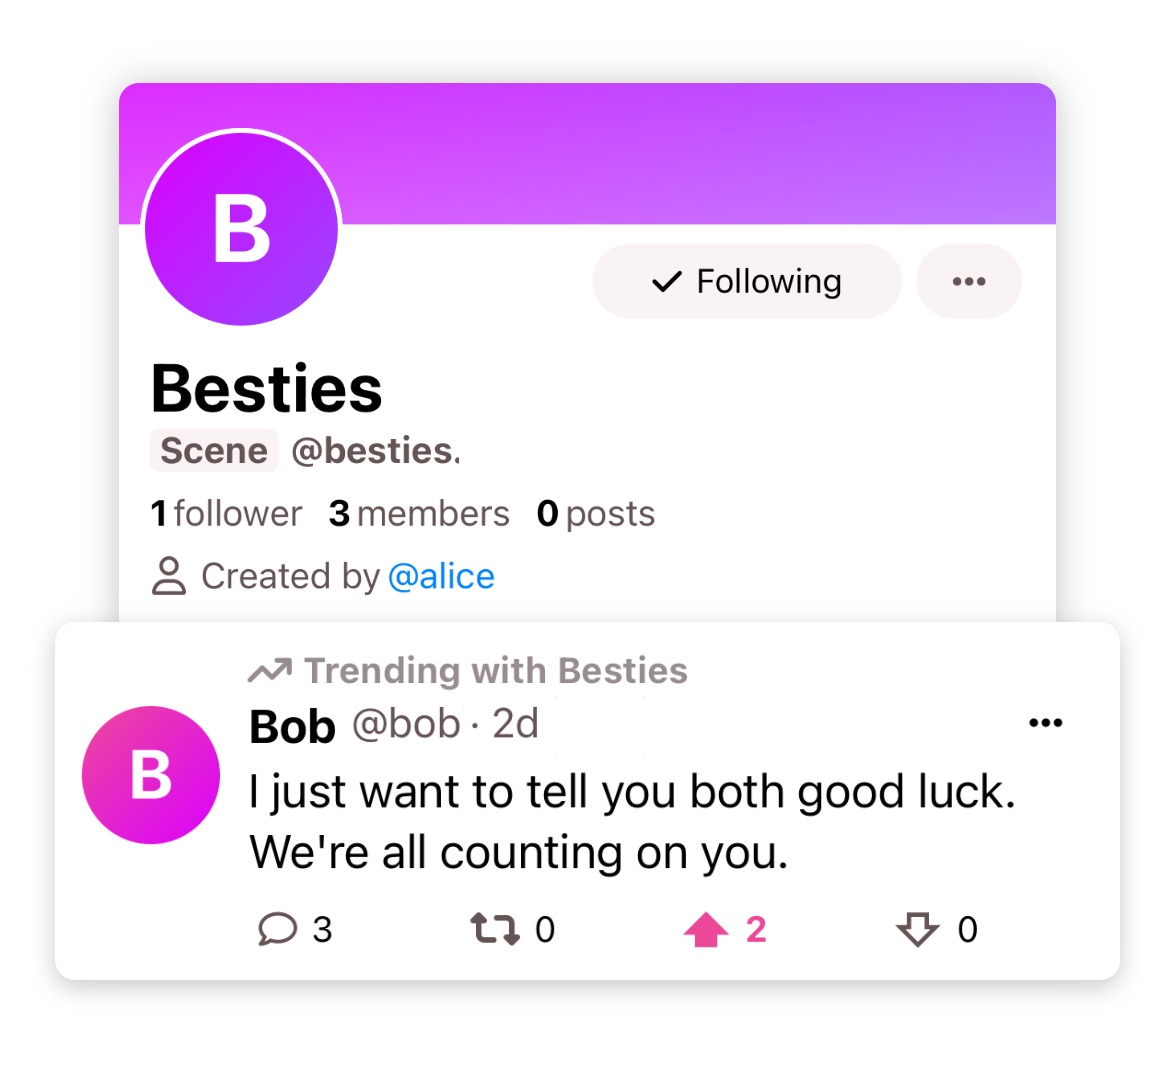 B
Following
Besties
Scene @besties.
1 follower 3 members 0 posts
Created by @alice
Trending with Besties
B
Bob @bob · 2d
I just want to tell you both good luck.
We're all counting on you.
3 0 2 0